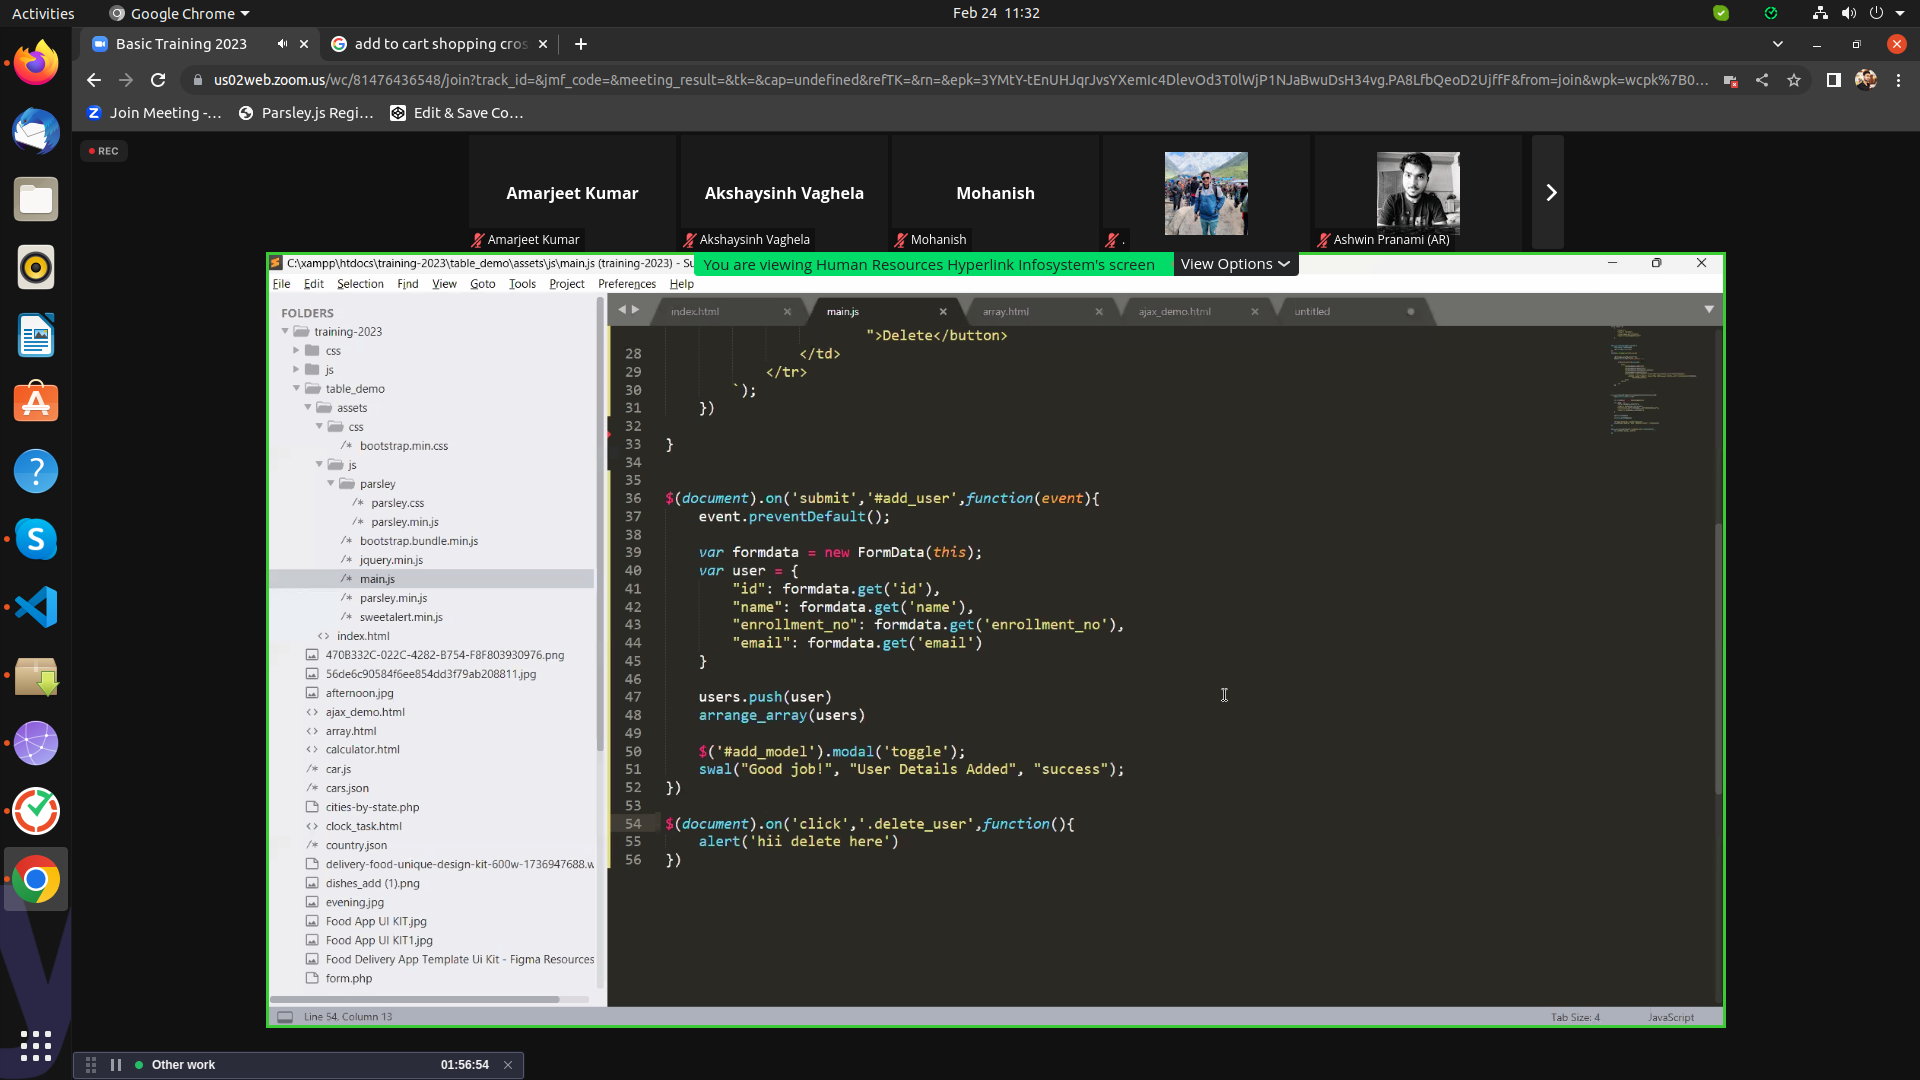 Activities
Google Chrome
Feb 24 11:32
Basic Training 2023
add to cart shopping cros
us02web.zoom.us/wc/81476436548/join?track_id=&jmf_code=&meeting_result=&tk=&cap=undefined&refTK=&rn=&epk=3YMtY-tEnUHJqrJvsYXemIc4DlevOd3T0lWjP1NJaBwuDsH34vg.PA8LfbQeoD2UjffF&from=join&wpk=wcpk%7B0...
Join Meeting -...
Parsley.js Regi...
Edit & Save Co...
REC
Amarjeet Kumar
Akshaysinh Vaghela
Mohanish
Amarjeet Kumar
Akshaysinh Vaghela
Mohanish
.
Ashwin Pranami (AR)
C:\xampp\htdocs\training-2023\table_demo\assets\js\main.js (training-2023) - Su
You are viewing Human Resources Hyperlink Infosystem's screen
View Options
File Edit Selection Find View Goto Tools Project Preferences Help
FOLDERS
training-2023
css
js
table_demo
assets
css
/* bootstrap.min.css
js
parsley
/* parsley.css
/* parsley.min.js
/* bootstrap.bundle.min.js
/* jquery.min.js
/* main.js
/* parsley.min.js
/* sweetalert.min.js
<> index.html
470B332C-022C-4282-B754-F8F803930976.png
56de6c90584f6ee854dd3f79ab208811.jpg
afternoon.jpg
<> ajax_demo.html
<> array.html
<> calculator.html
/* car.js
/* cars.json
cities-by-state.php
<> clock_task.html
/* country.json
delivery-food-unique-design-kit-600w-1736947688.w
dishes_add (1).png
evening.jpg
Food App UI KIT.jpg
Food App UI KIT1.jpg
Food Delivery App Template Ui Kit - Figma Resources
form.php
index.html
main.js
array.html
ajax_demo.html
untitled
">Delete</button>
28 </td>
29 </tr>
30 `);
31 })
32
33 }
34
35
36 $(document).on('submit','#add_user',function(event){
37 event.preventDefault();
38
39 var formdata = new FormData(this);
40 var user = {
41 "id": formdata.get('id'),
42 "name": formdata.get('name'),
43 "enrollment_no": formdata.get('enrollment_no'),
44 "email": formdata.get('email')
45 }
46
47 users.push(user)
48 arrange_array(users)
49
50 $('#add_model').modal('toggle');
51 swal("Good job!", "User Details Added", "success");
52 })
53
54 $(document).on('click','.delete_user',function(){
55 alert('hii delete here')
56 })
Line 54, Column 13
Tab Size: 4
JavaScript
Other work
01:56:54